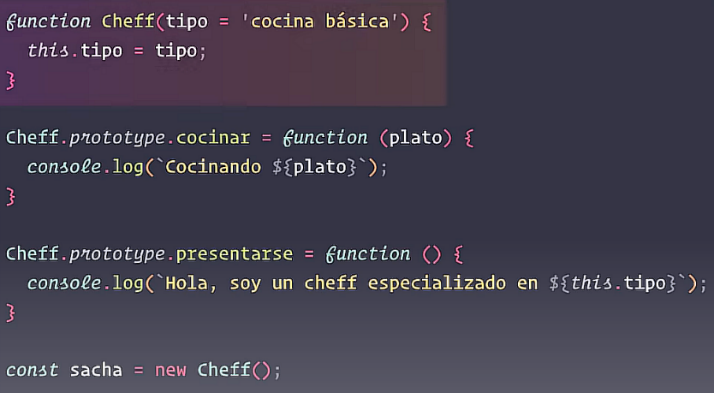 function Cheff(tipo = 'cocina básica') {
  this.tipo = tipo;
}

Cheff.prototype.cocinar = function (plato) {
  console.log(`Cocinando ${plato}`);
}

Cheff.prototype.presentarse = function () {
  console.log(`Hola, soy un cheff especializado en ${this.tipo}`);
}

const sacha = new Cheff();